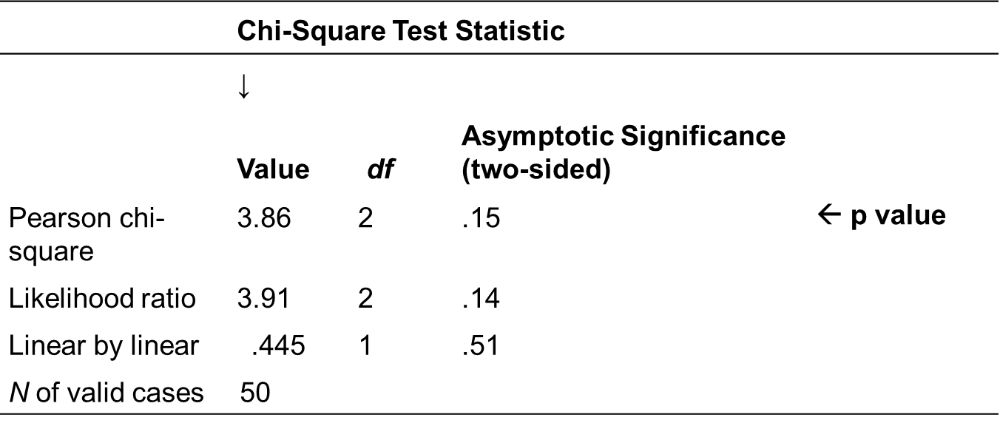 Chi-Square Test Statistic
↓
Asymptotic Significance
Value df (two-sided)
Pearson chi- 3.86 2 .15 ← p value
square
Likelihood ratio 3.91 2 .14
Linear by linear .445 1 .51
N of valid cases 50